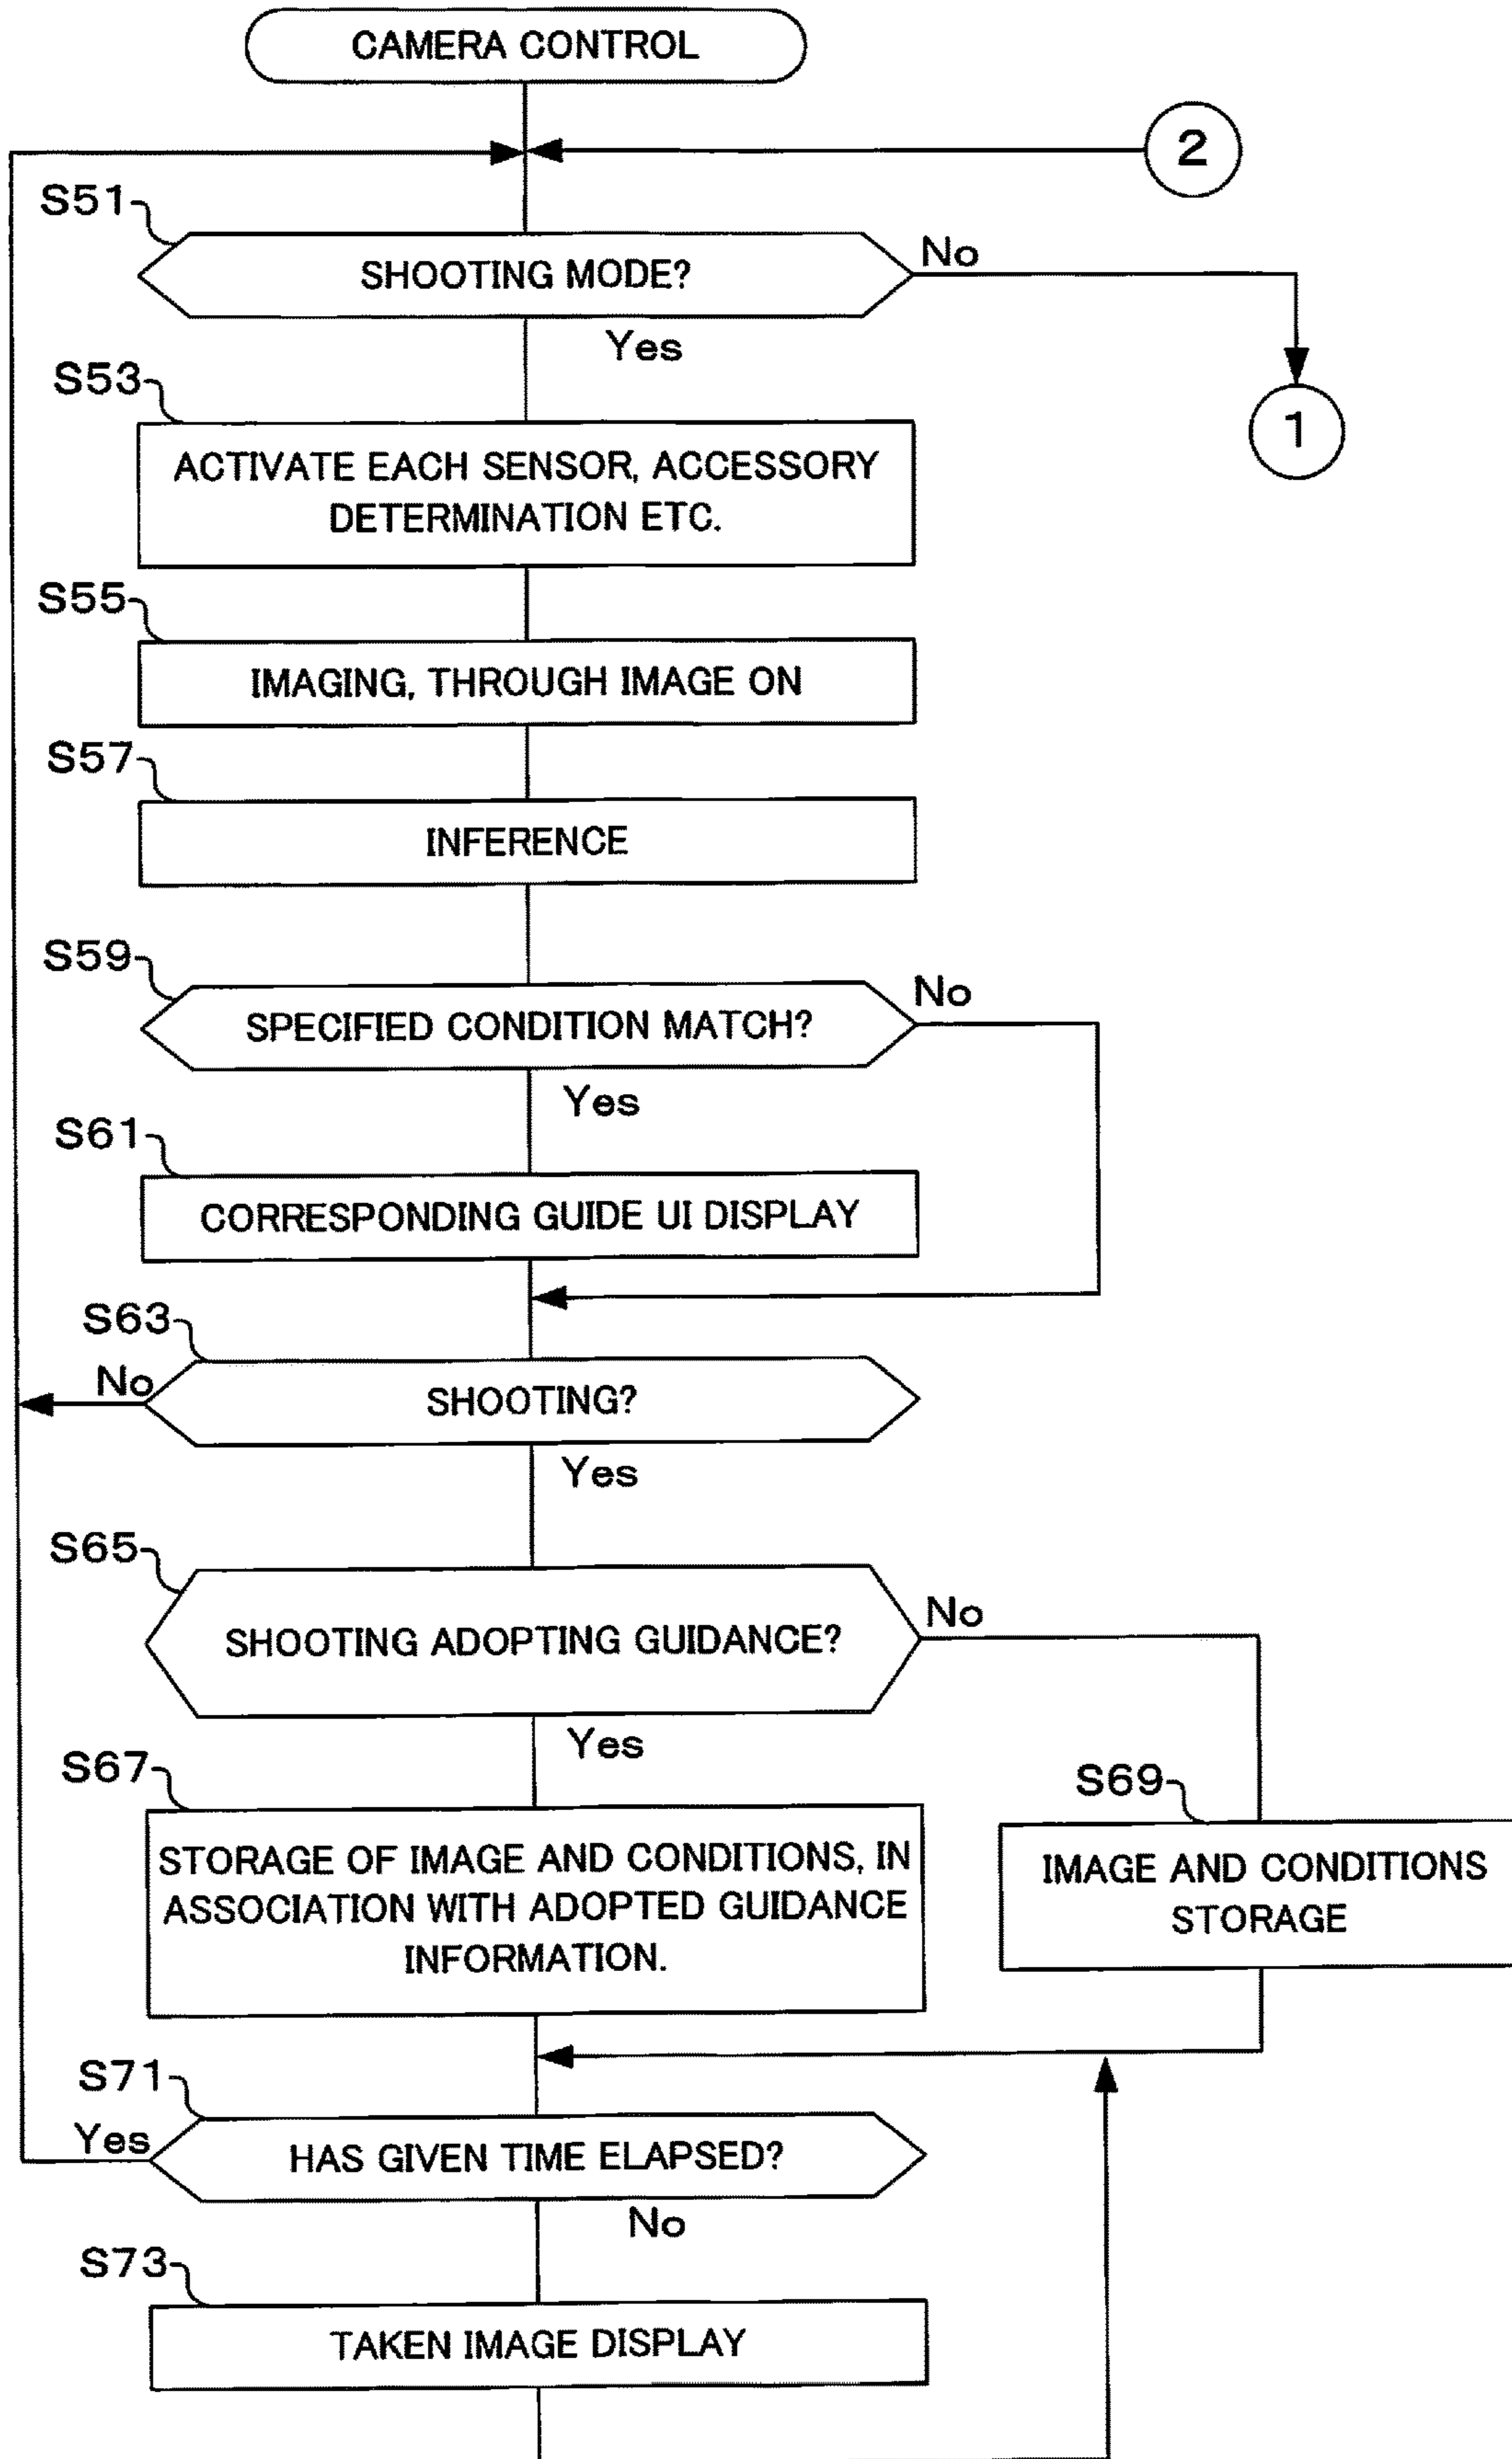 CAMERA CONTROL
2
S51
SHOOTING MODE?
No
Yes
1
S53
ACTIVATE EACH SENSOR, ACCESSORY
DETERMINATION ETC.
S55
IMAGING, THROUGH IMAGE ON
S57
INFERENCE
S59
SPECIFIED CONDITION MATCH?
No
Yes
S61
CORRESPONDING GUIDE UI DISPLAY
S63
No
SHOOTING?
Yes
S65
SHOOTING ADOPTING GUIDANCE?
No
Yes
S67
STORAGE OF IMAGE AND CONDITIONS, IN
ASSOCIATION WITH ADOPTED GUIDANCE
INFORMATION.
S69
IMAGE AND CONDITIONS
STORAGE
S71
Yes
HAS GIVEN TIME ELAPSED?
No
S73
TAKEN IMAGE DISPLAY